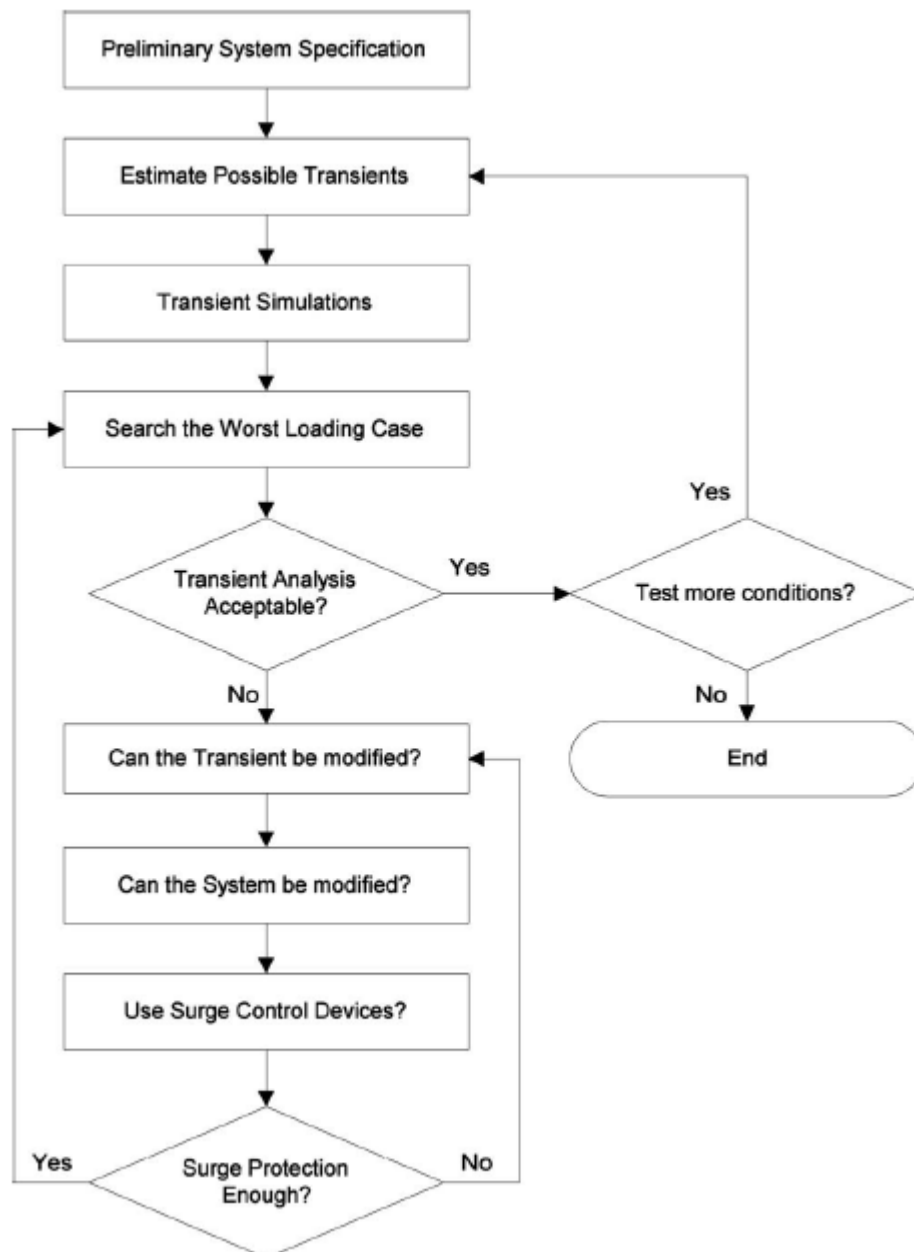 Preliminary System Specification
Estimate Possible Transients
Transient Simulations
Search the Worst Loading Case
Yes
Transient Analysis
Acceptable?
Yes
Test more conditions?
No
No
Can the Transient be modified?
End
Can the System be modified?
Use Surge Control Devices?
Yes
Surge Protection
Enough?
No